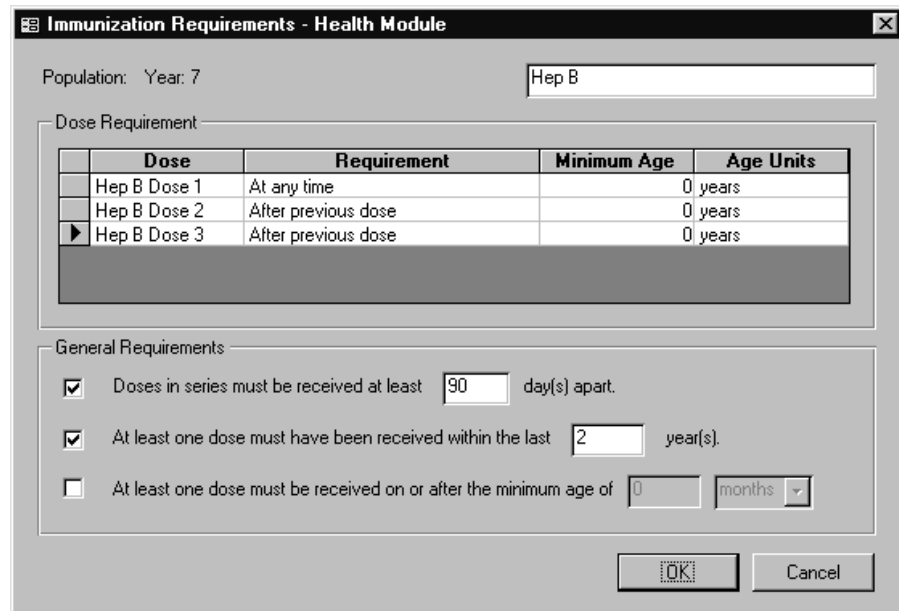 Immunization Requirements - Health Module
Population: Year: 7 Hep B
Dose Requirement
Dose Requirement Minimum Age Age Units
Hep B Dose 1 At any time 0 years
Hep B Dose 2 After previous dose 0 years
Hep B Dose 3 After previous dose 0 years
General Requirements
Doses in series must be received at least 90 day(s) apart.
At least one dose must have been received within the last 2 year(s).
At least one dose must be received on or after the minimum age of 0 months
OK Cancel